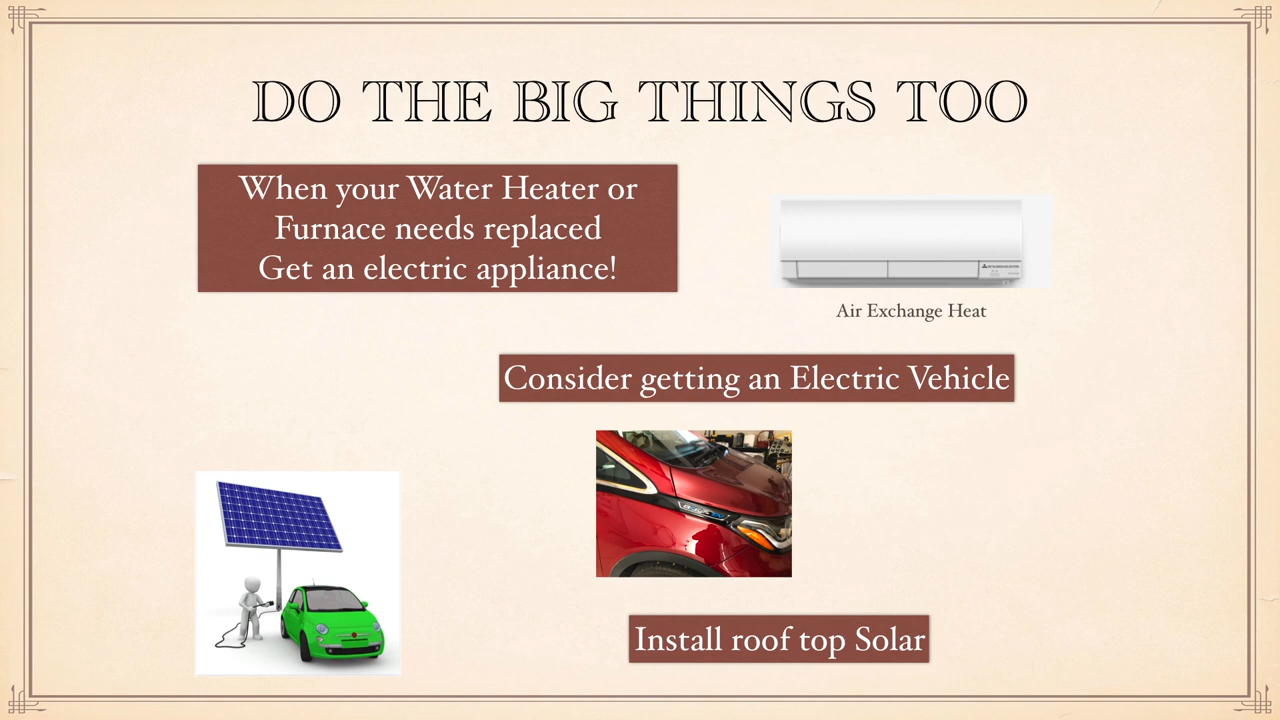 DO THE BIG THINGS TOO
When your Water Heater or
Furnace needs replaced
Get an electric appliance!
Air Exchange Heat
Consider getting an Electric Vehicle
Install roof top Solar